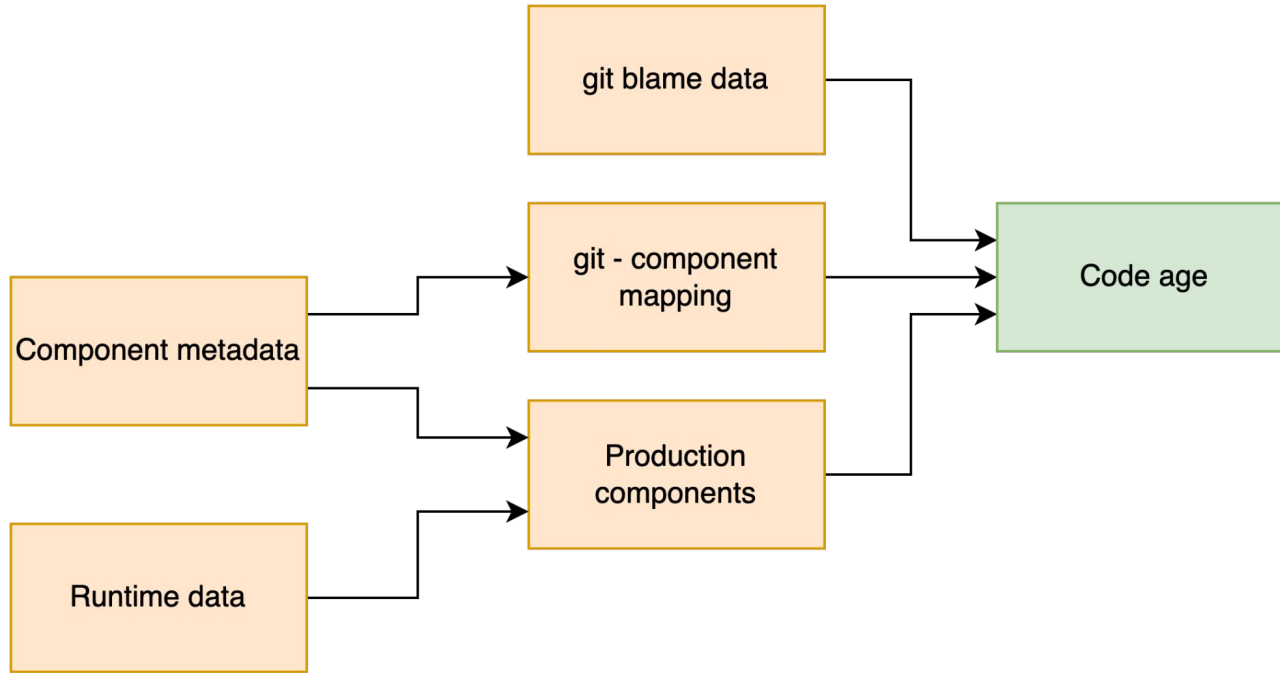 git blame data
git - component
mapping
Code age
Component metadata
Production
components
Runtime data